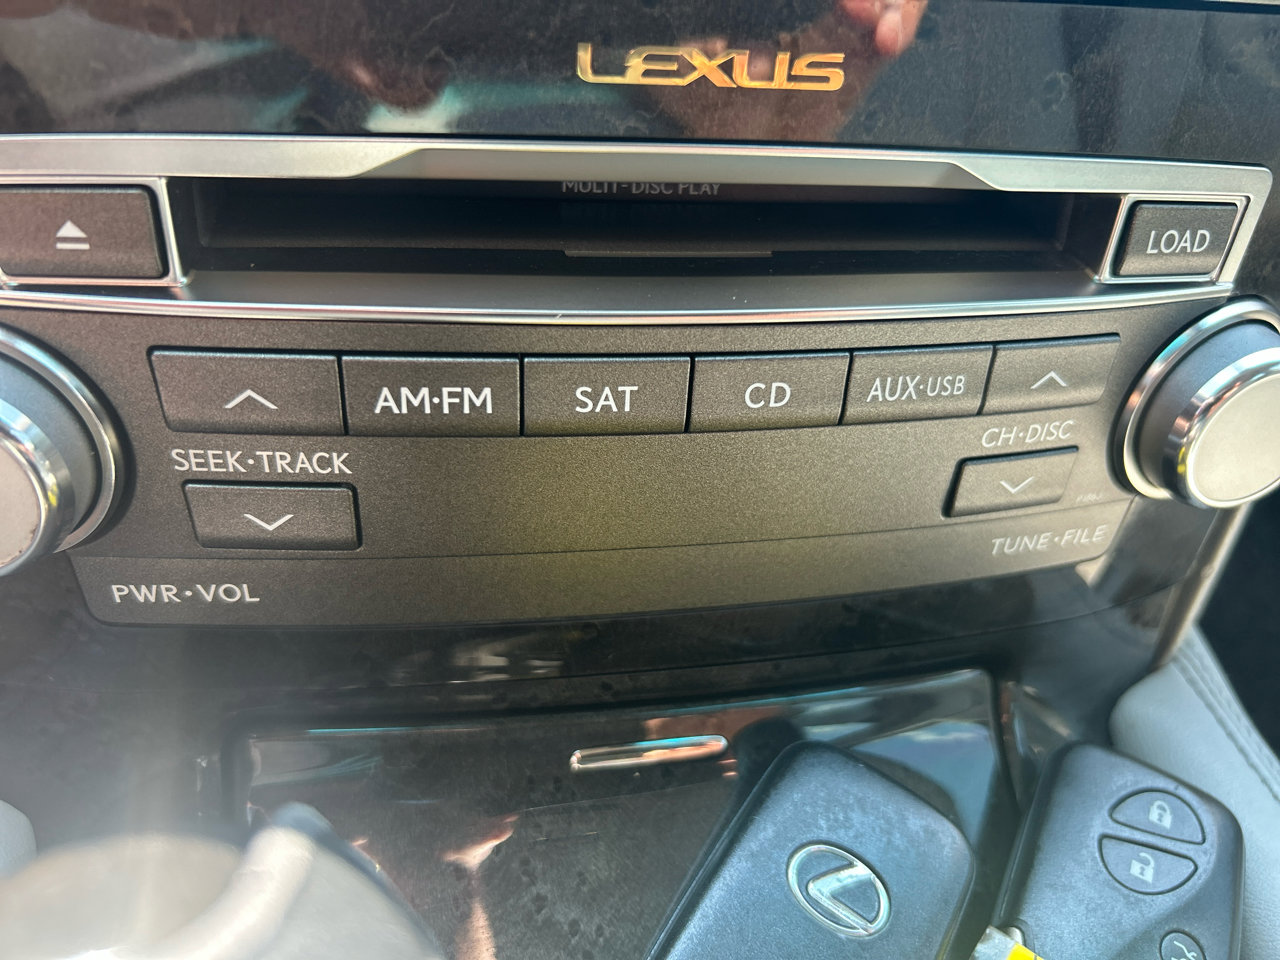 LEXUS
MULTI-DISC PLAY
LOAD
AM·FM SAT CD AUX·USB
SEEK·TRACK
CH·DISC
TUNE·FILE
PWR·VOL